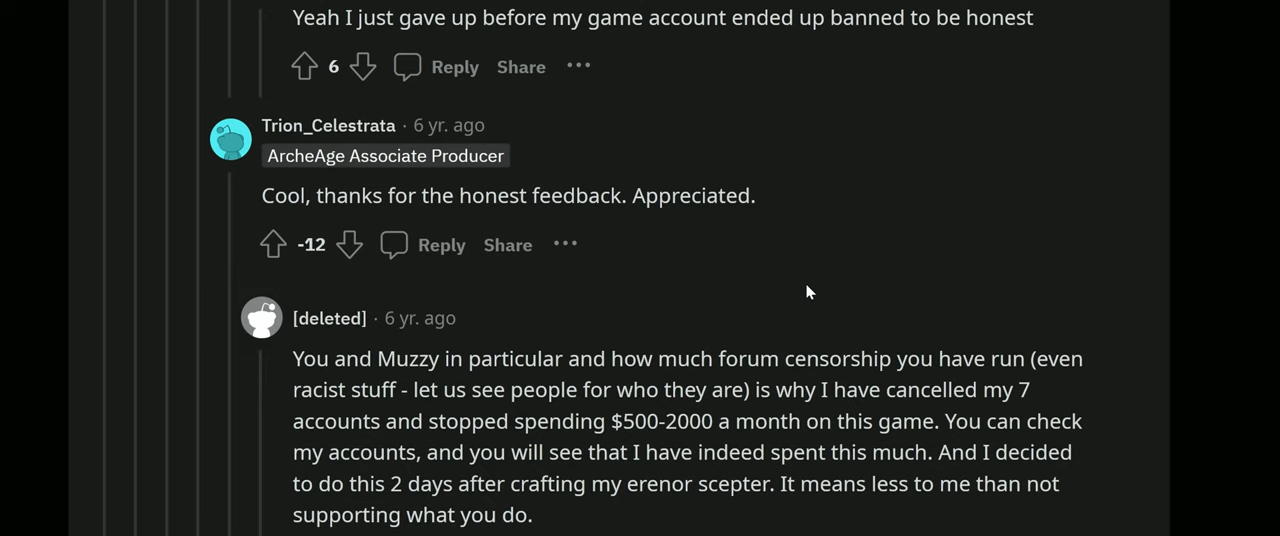 Yeah I just gave up before my game account ended up banned to be honest
6 Reply Share
Trion_Celestrata · 6 yr. ago
ArcheAge Associate Producer
Cool, thanks for the honest feedback. Appreciated.
-12 Reply Share
[deleted] · 6 yr. ago
You and Muzzy in particular and how much forum censorship you have run (even
racist stuff - let us see people for who they are) is why I have cancelled my 7
accounts and stopped spending $500-2000 a month on this game. You can check
my accounts, and you will see that I have indeed spent this much. And I decided
to do this 2 days after crafting my erenor scepter. It means less to me than not
supporting what you do.